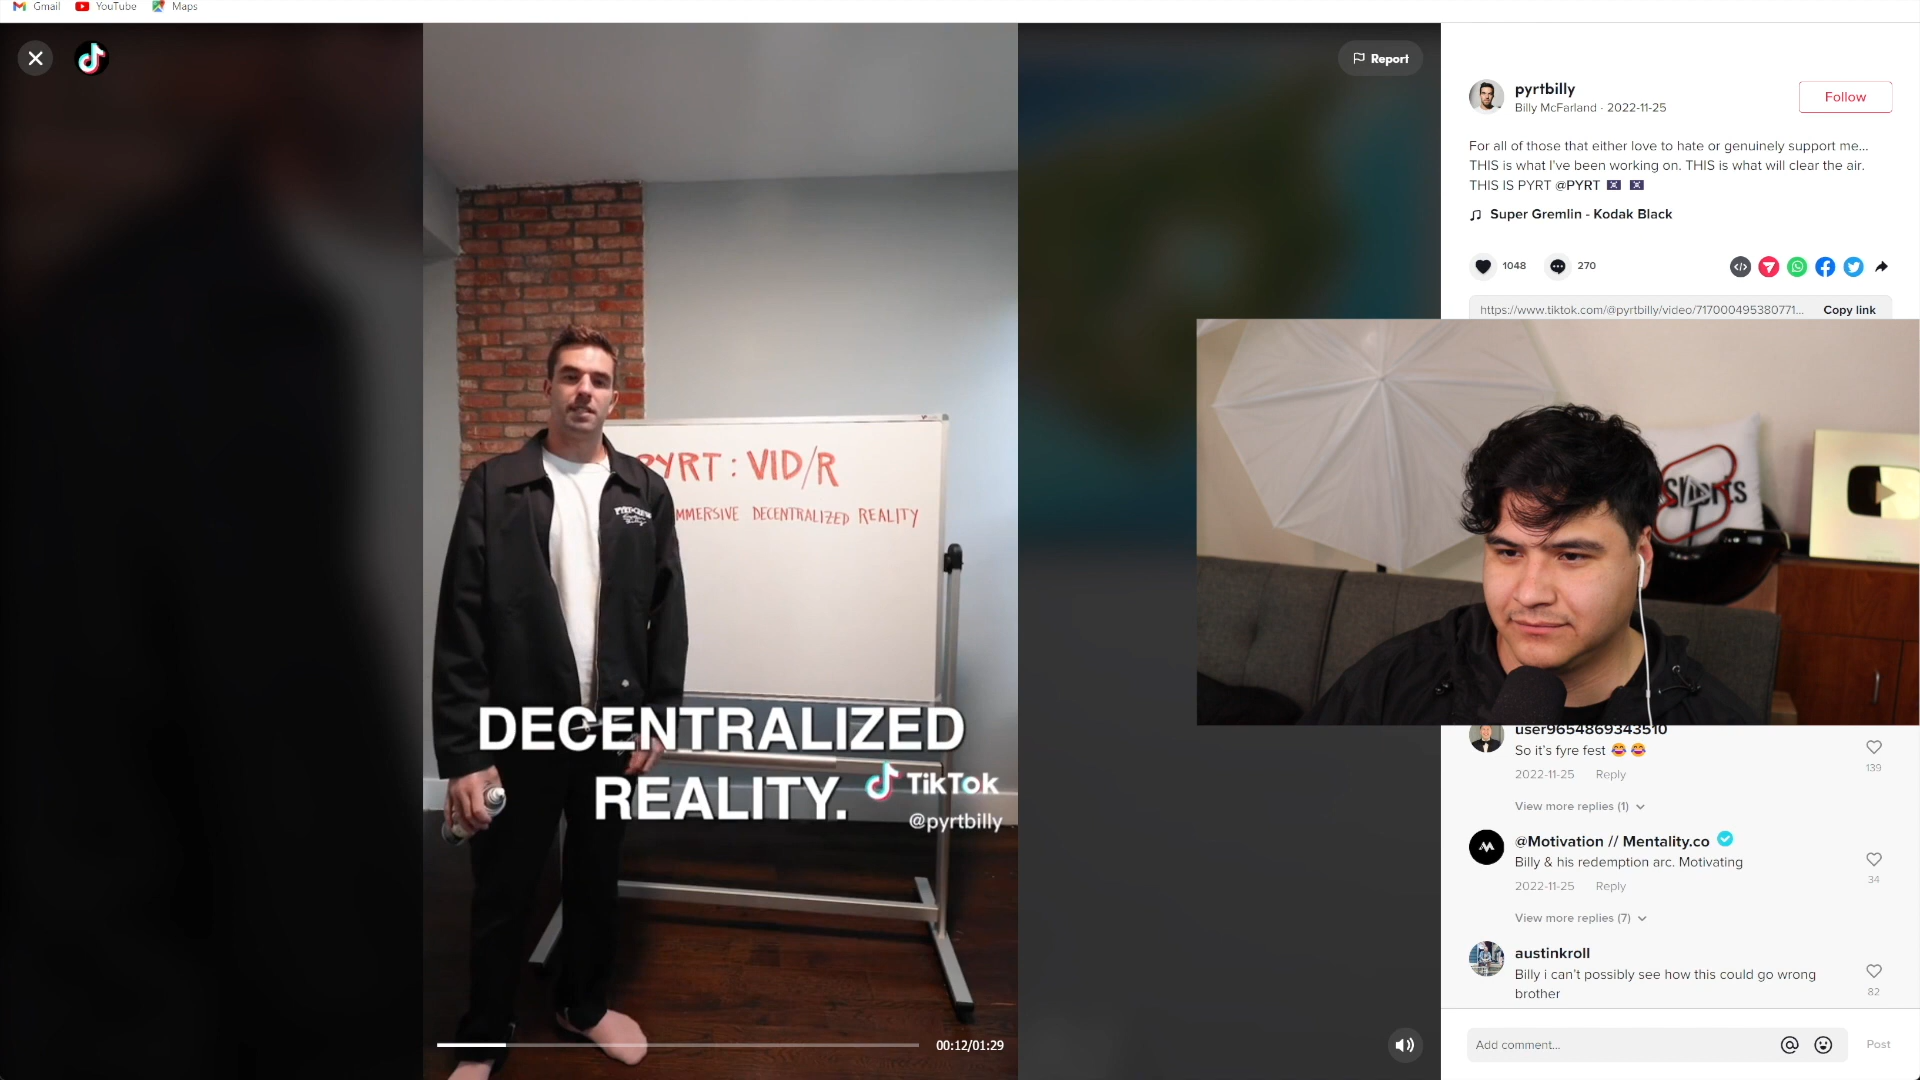 Gmail YouTube Maps
Report
PYRT : VID/R
IMMERSIVE DECENTRALIZED REALITY
DECENTRALIZED
REALITY.
TikTok
@pyrtbilly
00:12/01:29
pyrtbilly
Billy McFarland · 2022-11-25
Follow
For all of those that either love to hate or genuinely support me...
THIS is what I've been working on. THIS is what will clear the air.
THIS IS PYRT @PYRT
Super Gremlin - Kodak Black
1048 270
https://www.tiktok.com/@pyrtbilly/video/717000495380771... Copy link
user9654869343510
So it's fyre fest 😂 😂
139
2022-11-25 Reply
View more replies (1)
@Motivation // Mentality.co
Billy & his redemption arc. Motivating
34
2022-11-25 Reply
View more replies (7)
austinkroll
Billy i can't possibly see how this could go wrong
brother
82
Add comment... Post